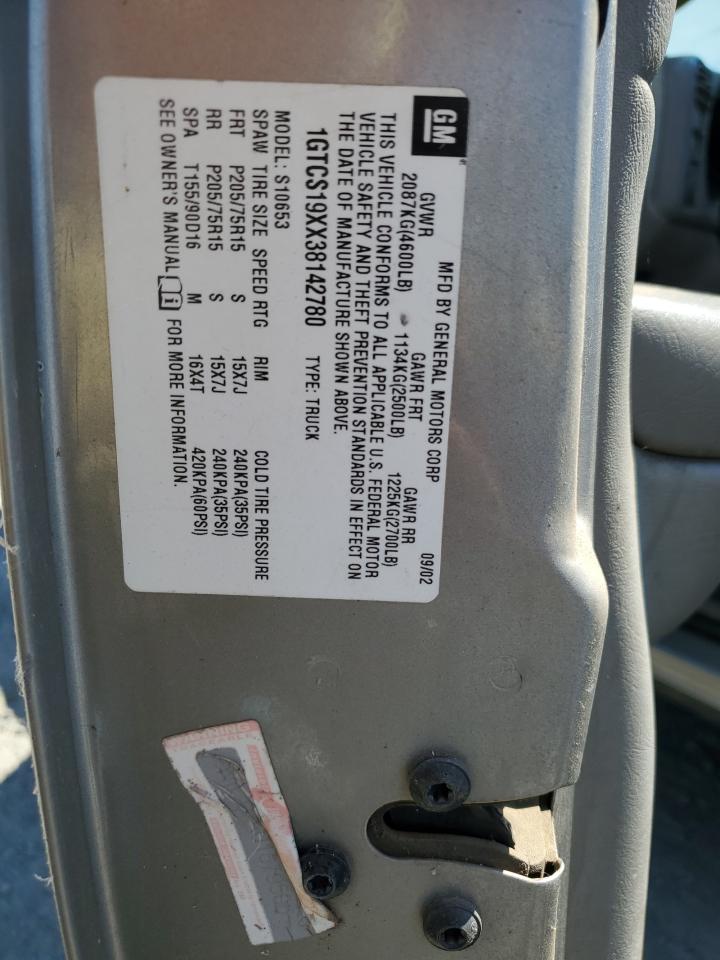 GM
MFD BY GENERAL MOTORS CORP 09/02
GVWR GAWR FRT GAWR RR
2087KG(4600LB) 1134KG(2500LB) 1225KG(2700LB)
THIS VEHICLE CONFORMS TO ALL APPLICABLE U.S. FEDERAL MOTOR
VEHICLE SAFETY AND THEFT PREVENTION STANDARDS IN EFFECT ON
THE DATE OF MANUFACTURE SHOWN ABOVE.
1GTCS19XX38142780 TYPE: TRUCK
MODEL: S10653
SPAW TIRE SIZE SPEED RTG RIM COLD TIRE PRESSURE
FRT P205/75R15 S 15X7J 240KPA(35PSI)
RR P205/75R15 S 15X7J 240KPA(35PSI)
SPA T155/90D16 M 16X4T 420KPA(60PSI)
SEE OWNER'S MANUAL FOR MORE INFORMATION.